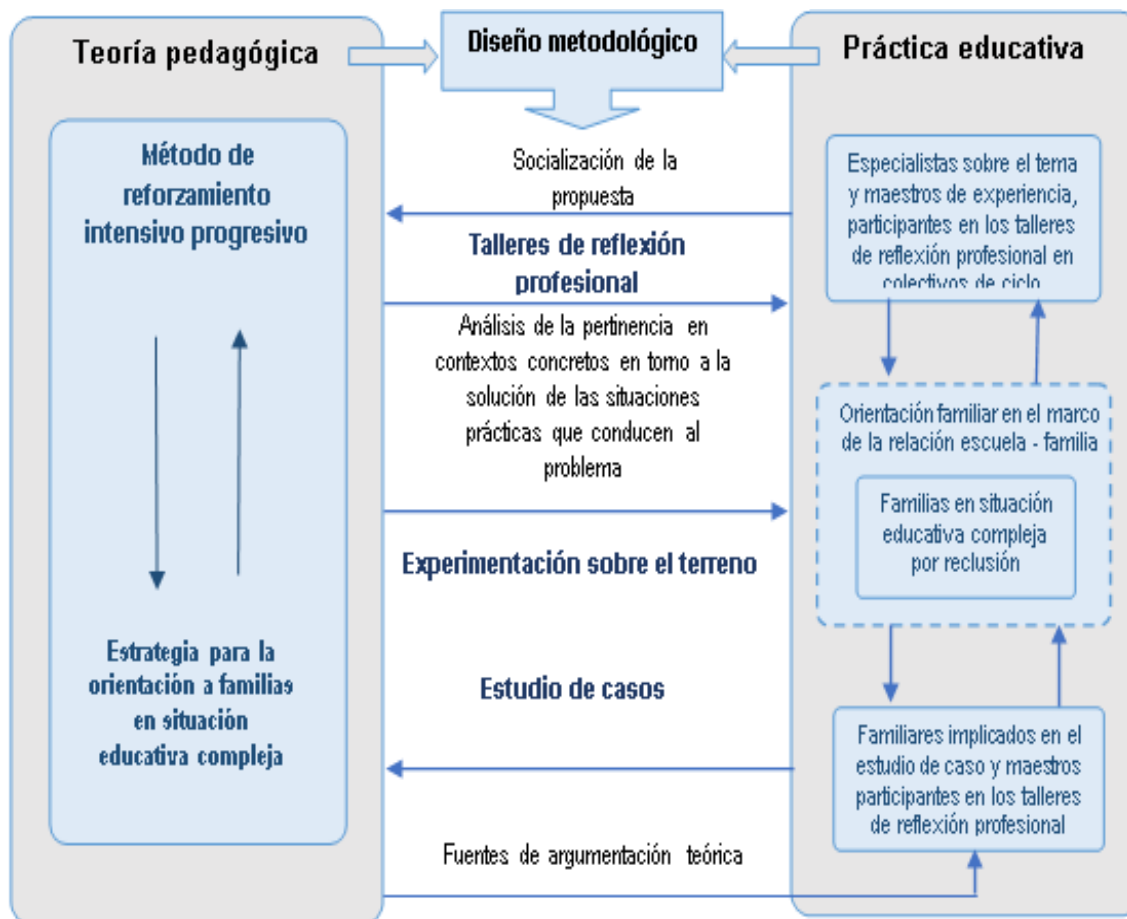 Teoría pedagógica
Método de
reforzamiento
intensivo progresivo
Estrategia para la
orientación a familias
en situación
educativa compleja
Diseño metodológico
Socialización de la
propuesta
Talleres de reflexión
profesional
Análisis de la pertinencia en
contextos concretos en torno a la
solución de las situaciones
prácticas que conducen al
problema
Experimentación sobre el terreno
Estudio de casos
Fuentes de argumentación teórica
Práctica educativa
Especialistas sobre el tema
y maestros de experiencia,
participantes en los talleres
de reflexión profesional en
colectivos de ciclo
Orientación familiar en el marco
de la relación escuela - familia
Familias en situación
educativa compleja
por reclusión
Familiares implicados en el
estudio de caso y maestros
participantes en los talleres
de reflexión profesional